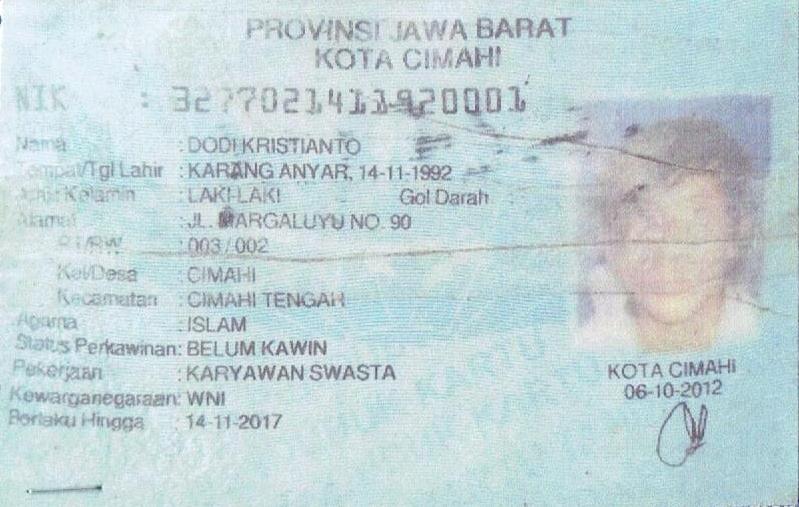 PROVINSI JAWA BARAT
KOTA CIMAHI
NIK : 3277021411920001
Nama : DODI KRISTIANTO
Tempat/Tgl Lahir : KARANG ANYAR, 14-11-1992
Jenis Kelamin : LAKI-LAKI Gol Darah
Alamat : JL. MARGALUYU NO. 90
RT/RW : 003 / 002
Kel/Desa : CIMAHI
Kecamatan : CIMAHI TENGAH
Agama : ISLAM
Status Perkawinan: BELUM KAWIN
Pekerjaan : KARYAWAN SWASTA
Kewarganegaraan: WNI
Berlaku Hingga : 14-11-2017
KOTA CIMAHI
06-10-2012